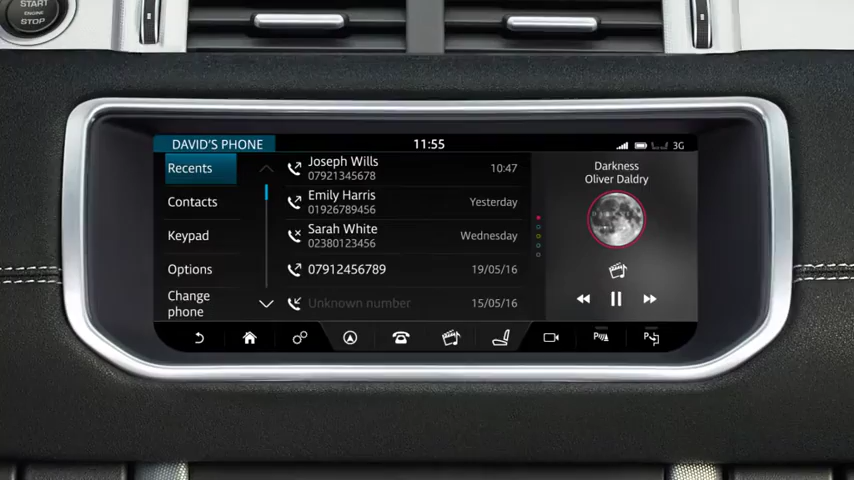 START
ENGINE
STOP
DAVID'S PHONE
11:55
3G
Recents
Contacts
Keypad
Options
Change
phone
Joseph Wills
07921345678
10:47
Emily Harris
01926789456
Yesterday
Sarah White
02380123456
Wednesday
07912456789
19/05/16
Unknown number
15/05/16
Darkness
Oliver Daldry
P
P